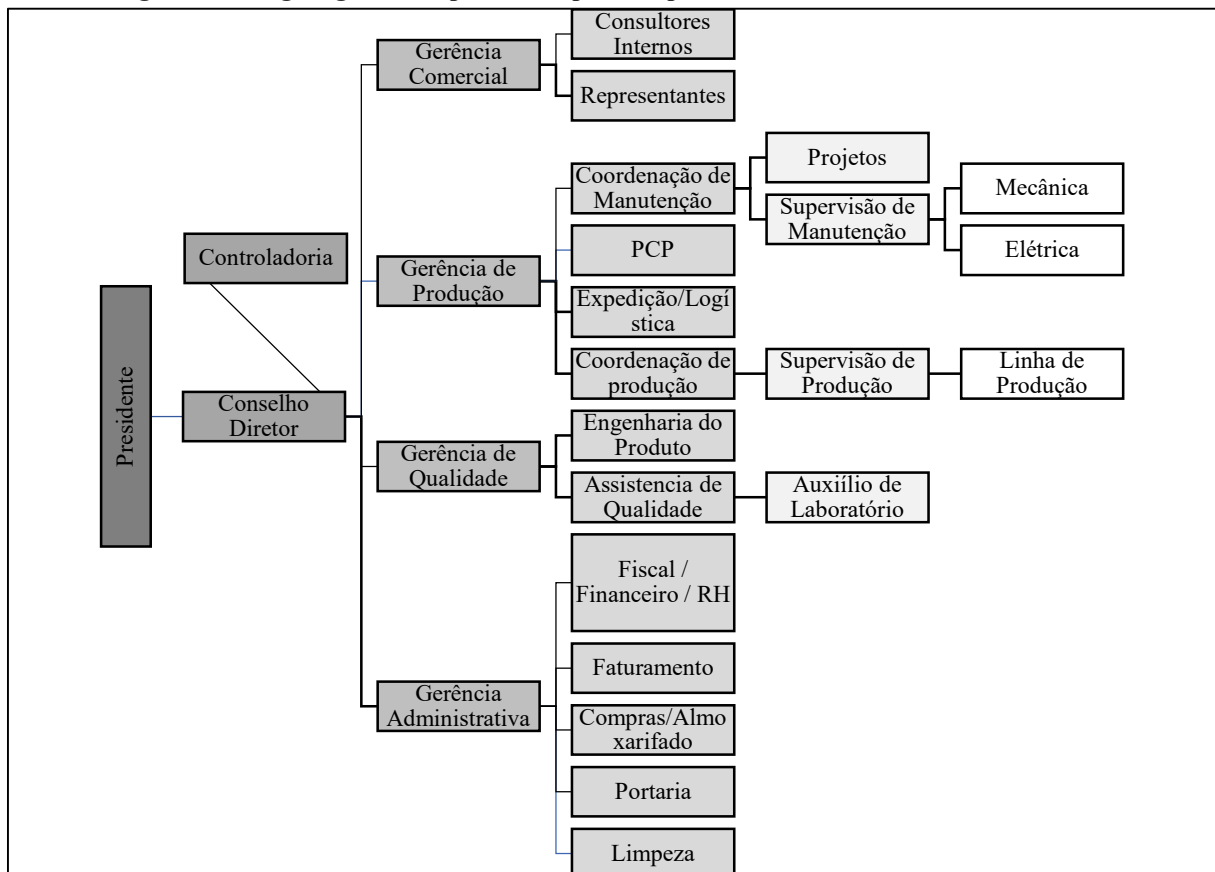 Consultores
Internos
Gerência
Comercial
Representantes
Projetos
Coordenação de
Manutenção
Mecânica
Supervisão de
Manutenção
Controladoria
PCP
Elétrica
Gerência de
Produção
Expedição/Logí
stica
Coordenação de
produção
Supervisão de
Produção
Linha de
Produção
Presidente
Conselho
Diretor
Engenharia do
Produto
Gerência de
Qualidade
Assistencia de
Qualidade
Auxiílio de
Laboratório
Fiscal /
Financeiro / RH
Faturamento
Gerência
Administrativa
Compras/Almo
xarifado
Portaria
Limpeza